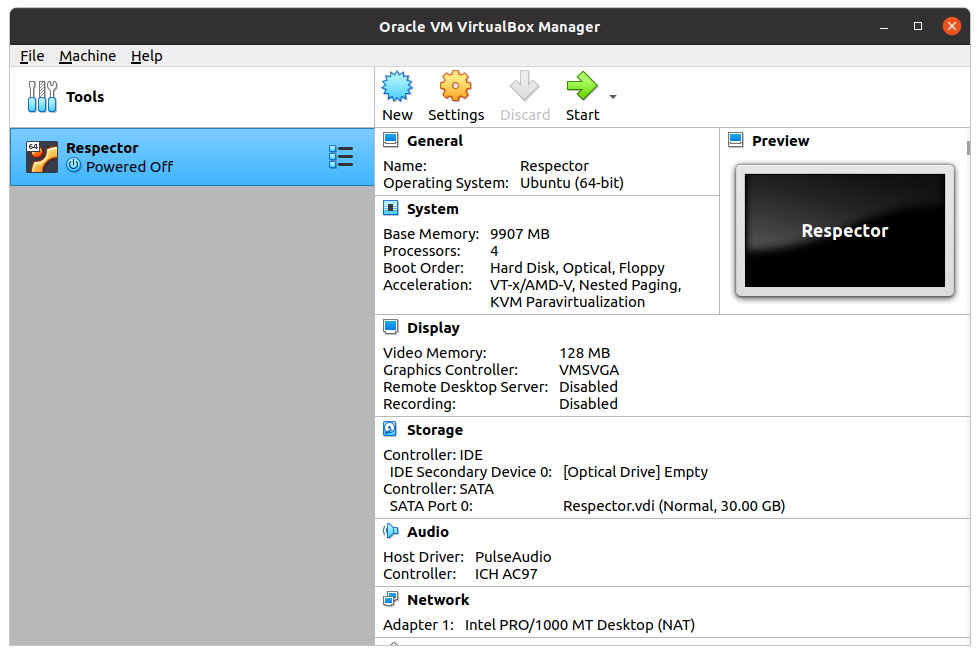 Oracle VM VirtualBox Manager
File Machine Help
Tools
New Settings Discard Start
64
Respector
Powered Off
General
Name: Respector
Operating System: Ubuntu (64-bit)
Preview
Respector
System
Base Memory: 9907 MB
Processors: 4
Boot Order: Hard Disk, Optical, Floppy
Acceleration: VT-x/AMD-V, Nested Paging,
KVM Paravirtualization
Display
Video Memory: 128 MB
Graphics Controller: VMSVGA
Remote Desktop Server: Disabled
Recording: Disabled
Storage
Controller: IDE
IDE Secondary Device 0: [Optical Drive] Empty
Controller: SATA
SATA Port 0: Respector.vdi (Normal, 30.00 GB)
Audio
Host Driver: PulseAudio
Controller: ICH AC97
Network
Adapter 1: Intel PRO/1000 MT Desktop (NAT)